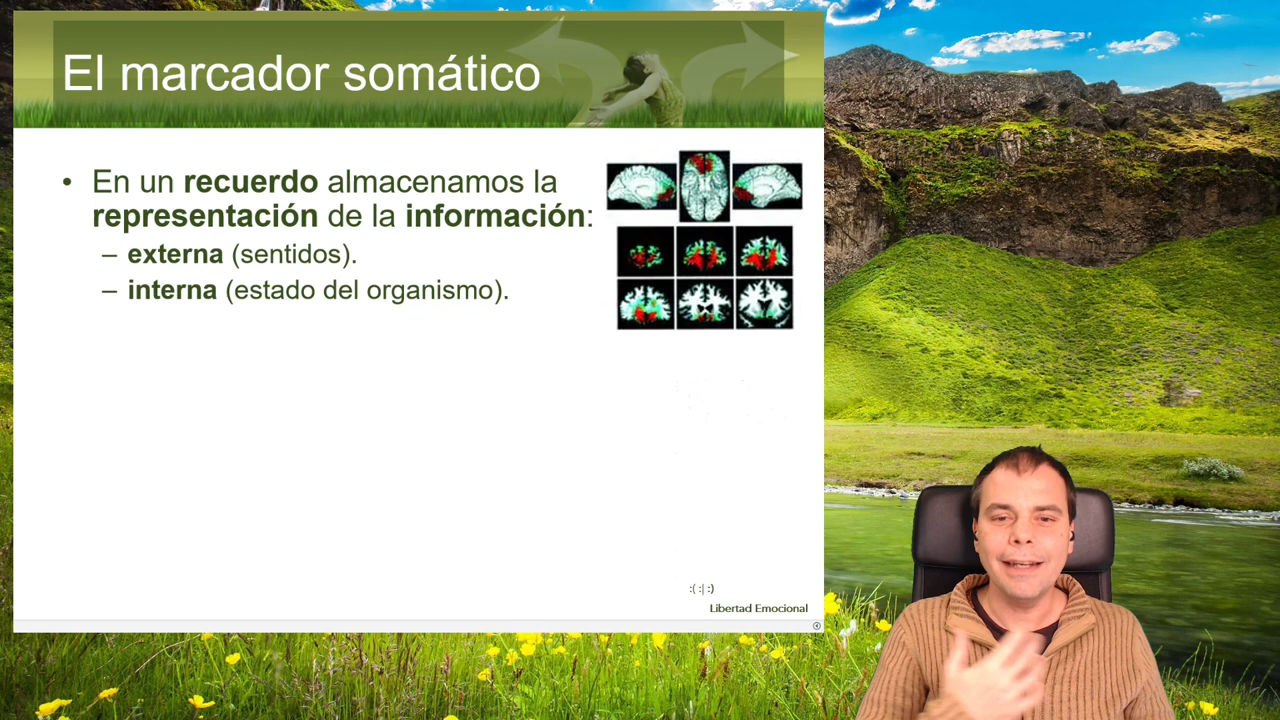 El marcador somático
• En un recuerdo almacenamos la
representación de la información:
– externa (sentidos).
– interna (estado del organismo).
:( :| :)
Libertad Emocional